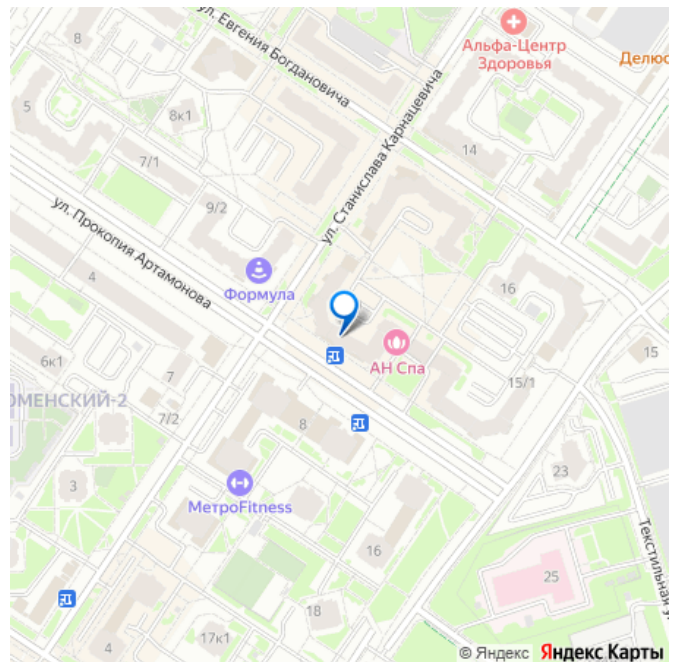 8
ул. Евгения Богдановича
Альфа-Центр
Здоровья
Делюс
5
8к1
7/1
ул. Станислава Карнацевича
14
9/2
ул. Прокопия Артамонова
4
Формула
16
АН Спа
15
6к1
7
15/1
ОМЕНСКИЙ-2
7/2
8
3
МетроFitness
23
16
Текстильная у
25
18
17к1
4
© Яндекс Яндекс Карты